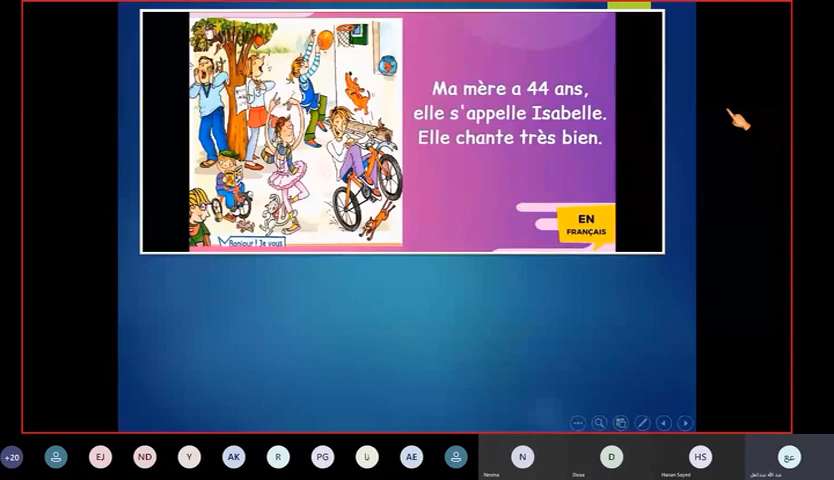 Ma mère a 44 ans,
elle s'appelle Isabelle.
Elle chante très bien.
EN
FRANÇAIS
Bonjour ! Je vous
+20
EJ
ND
Y
AK
R
PG
AE
N
D
HS
عع
Nesma
Doaa
Hanan Sayed